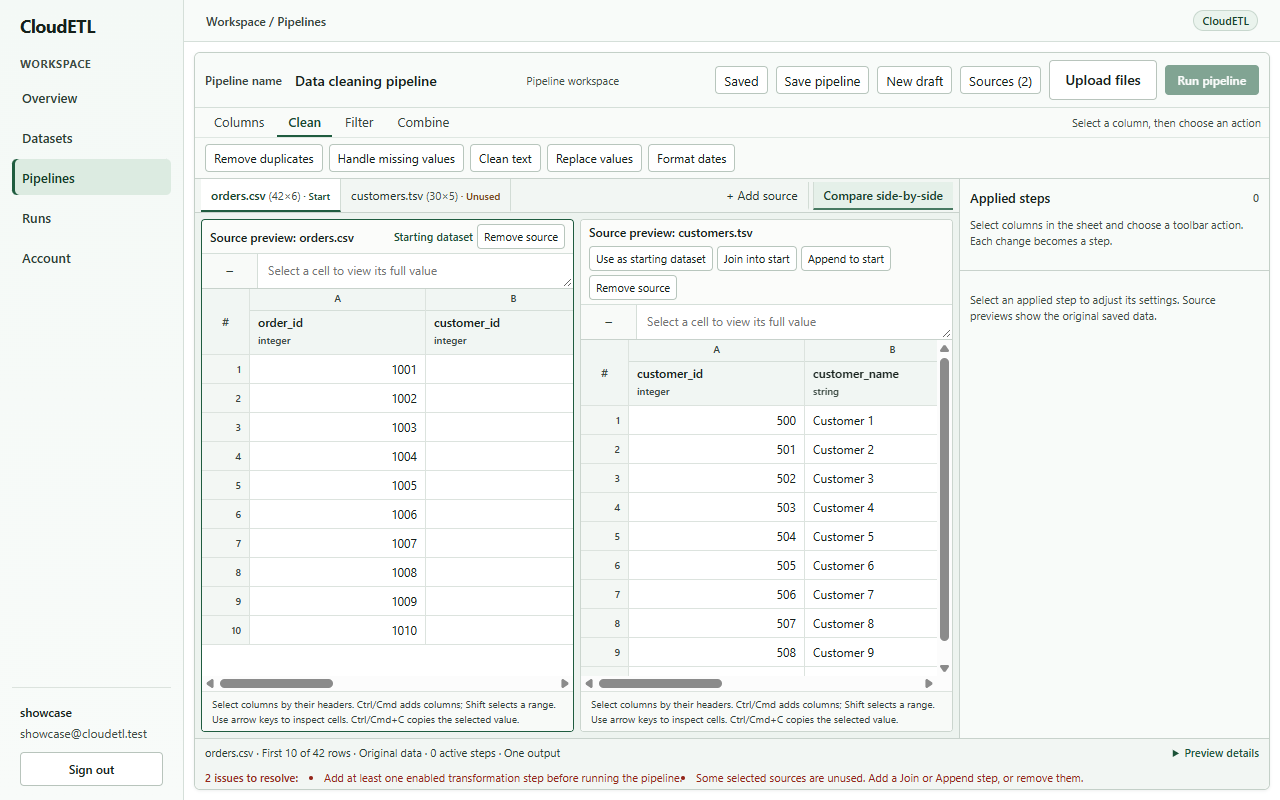 CloudETL
WORKSPACE
Overview
Datasets
Pipelines
Runs
Account
showcase
showcase@cloudetl.test
Sign out
Workspace / Pipelines
CloudETL
Pipeline name Data cleaning pipeline Pipeline workspace Saved Save pipeline New draft Sources (2) Upload files Run pipeline
Columns Clean Filter Combine Select a column, then choose an action
Remove duplicates Handle missing values Clean text Replace values Format dates
orders.csv (42×6) · Start customers.tsv (30×5) · Unused + Add source Compare side-by-side
Source preview: orders.csv Starting dataset Remove source
– Select a cell to view its full value
A B
# order_id customer_id
integer integer
1 1001
2 1002
3 1003
4 1004
5 1005
6 1006
7 1007
8 1008
9 1009
10 1010
Select columns by their headers. Ctrl/Cmd adds columns; Shift selects a range.
Use arrow keys to inspect cells. Ctrl/Cmd+C copies the selected value.
Source preview: customers.tsv
Use as starting dataset Join into start Append to start
Remove source
– Select a cell to view its full value
A B
# customer_id customer_name
integer string
1 500 Customer 1
2 501 Customer 2
3 502 Customer 3
4 503 Customer 4
5 504 Customer 5
6 505 Customer 6
7 506 Customer 7
8 507 Customer 8
9 508 Customer 9
Select columns by their headers. Ctrl/Cmd adds columns; Shift selects a range.
Use arrow keys to inspect cells. Ctrl/Cmd+C copies the selected value.
Applied steps 0
Select columns in the sheet and choose a toolbar action.
Each change becomes a step.
Select an applied step to adjust its settings. Source
previews show the original saved data.
orders.csv · First 10 of 42 rows · Original data · 0 active steps · One output ▶ Preview details
2 issues to resolve: • Add at least one enabled transformation step before running the pipeline. • Some selected sources are unused. Add a Join or Append step, or remove them.